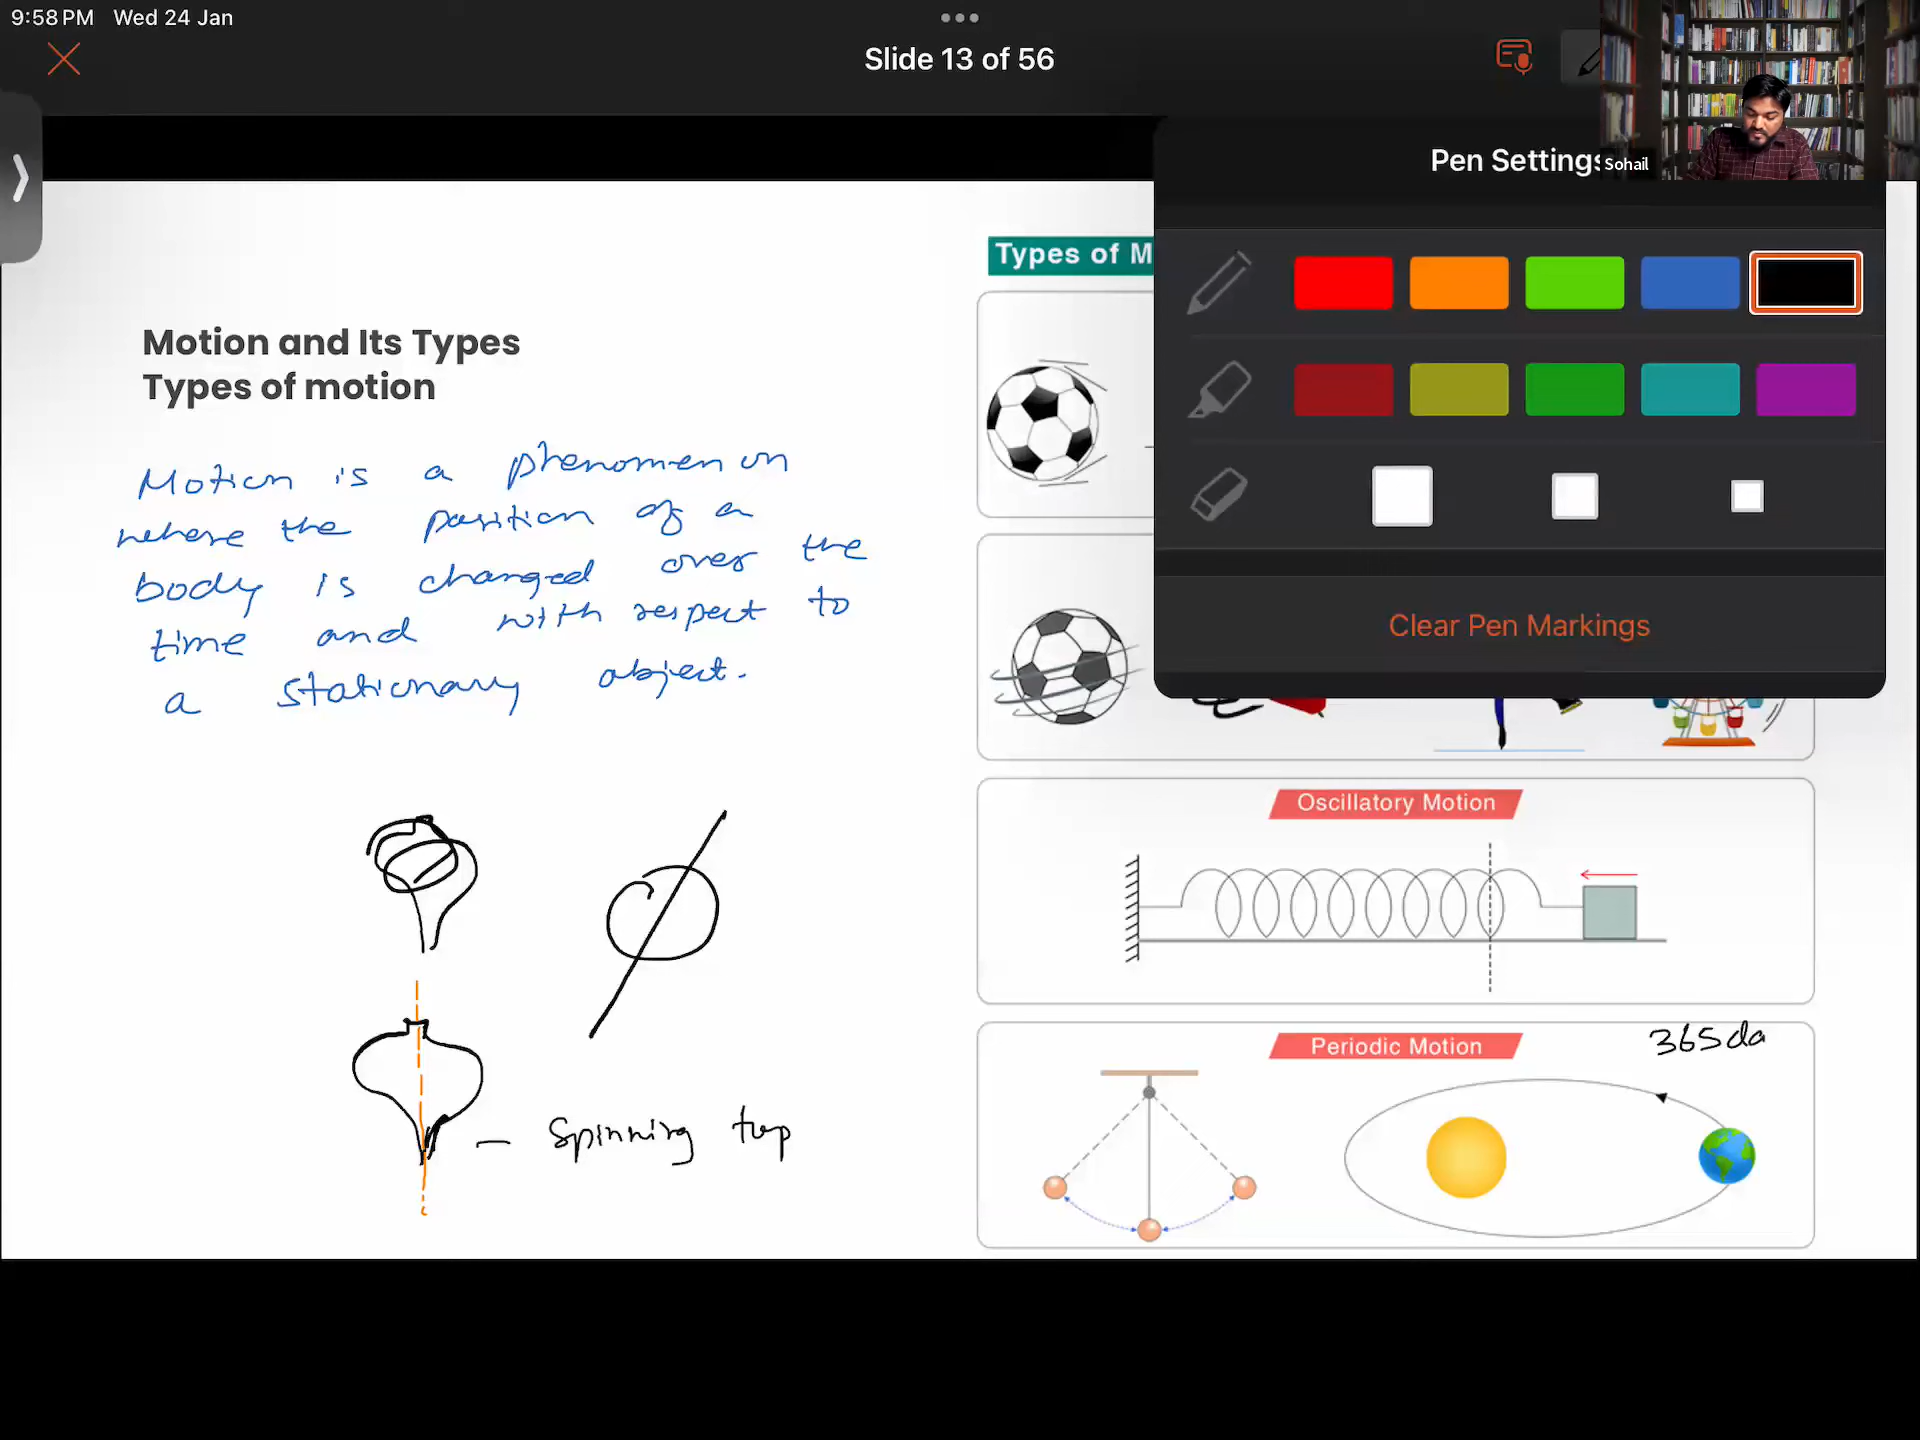 9:58 PM Wed 24 Jan
Slide 13 of 56
Pen Settings
Sohail
Types of M
Motion and Its Types
Types of motion
Motion is a phenomenon
where the position of a
body is changed over the
time and with respect to
a stationary object.
Clear Pen Markings
Oscillatory Motion
Periodic Motion
365da
— Spinning top